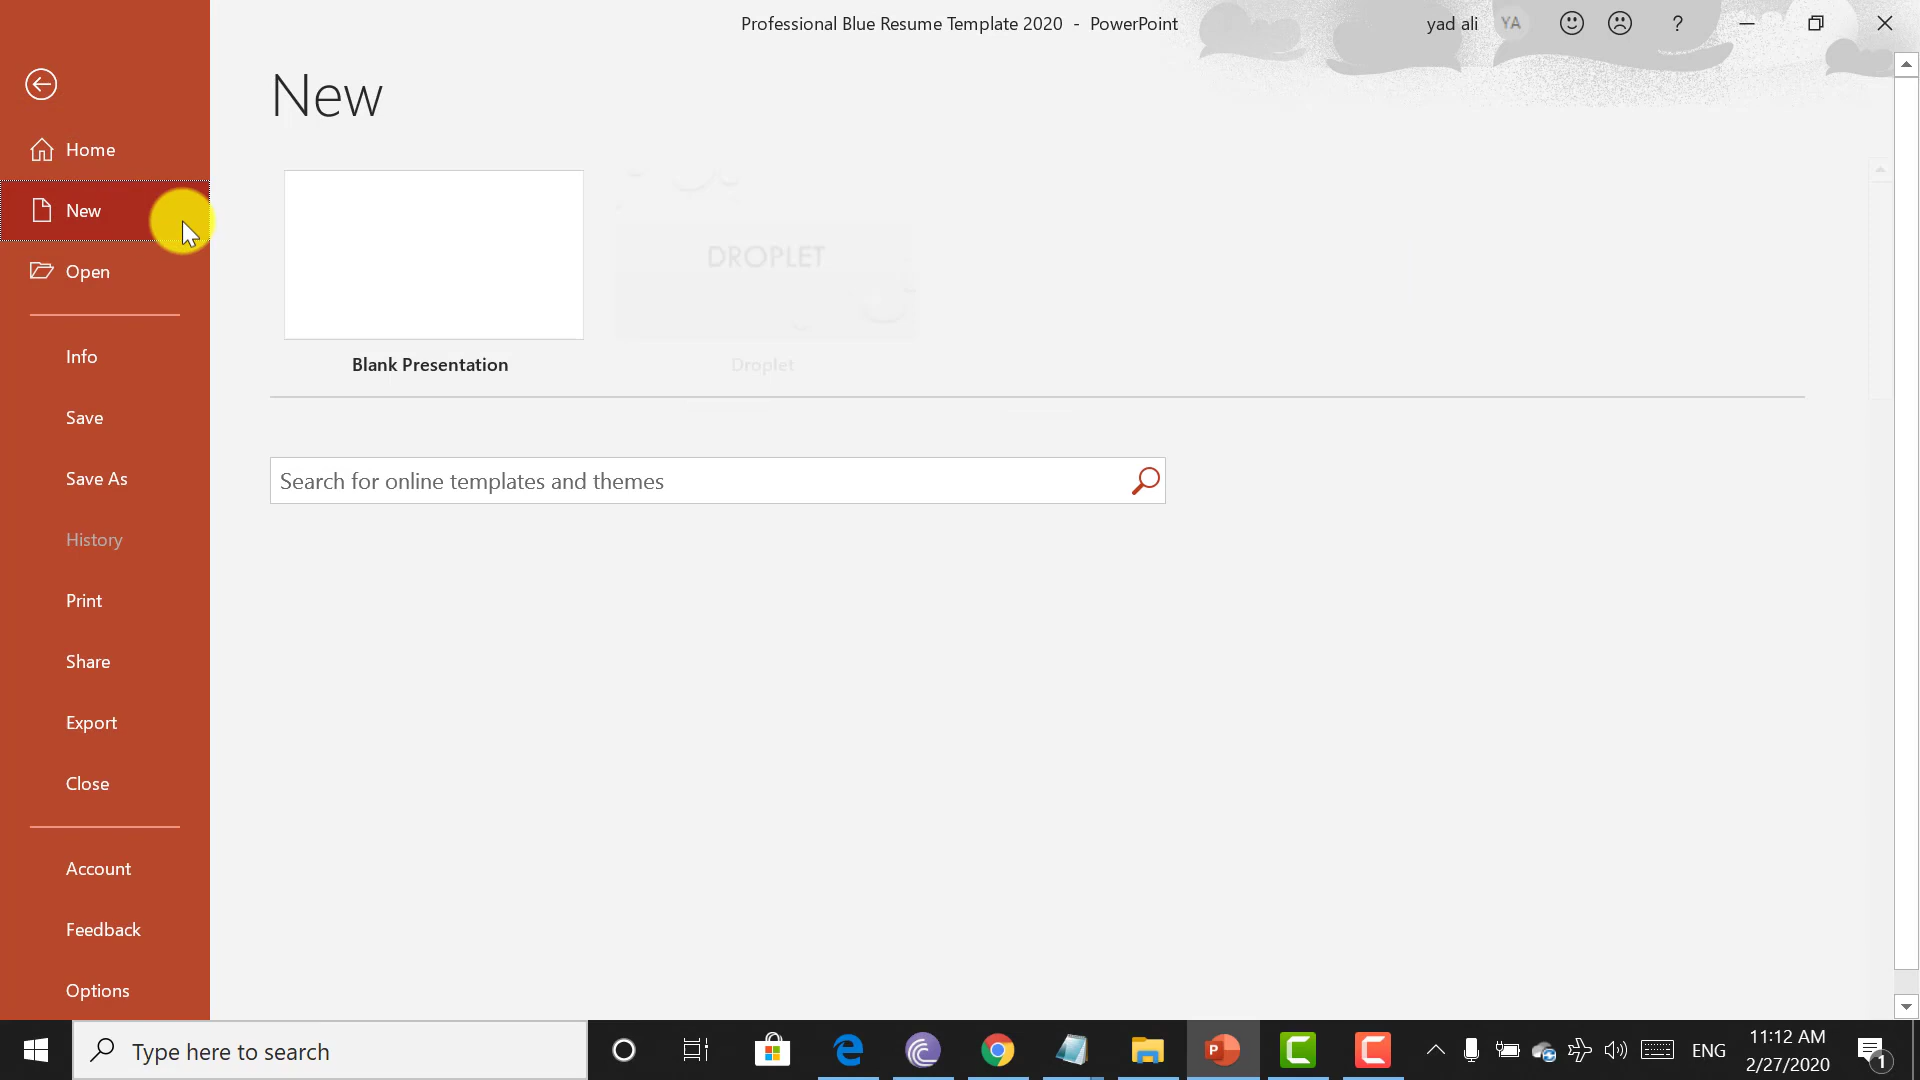 Professional Blue Resume Template 2020 - PowerPoint
yad ali
YA
?
New
Home
New
Open
Info
Save
Save As
History
Print
Share
Export
Close
Account
Feedback
Options
DROPLET
Blank Presentation
Droplet
Search for online templates and themes
Type here to search
P
ENG
11:12 AM
2/27/2020
1